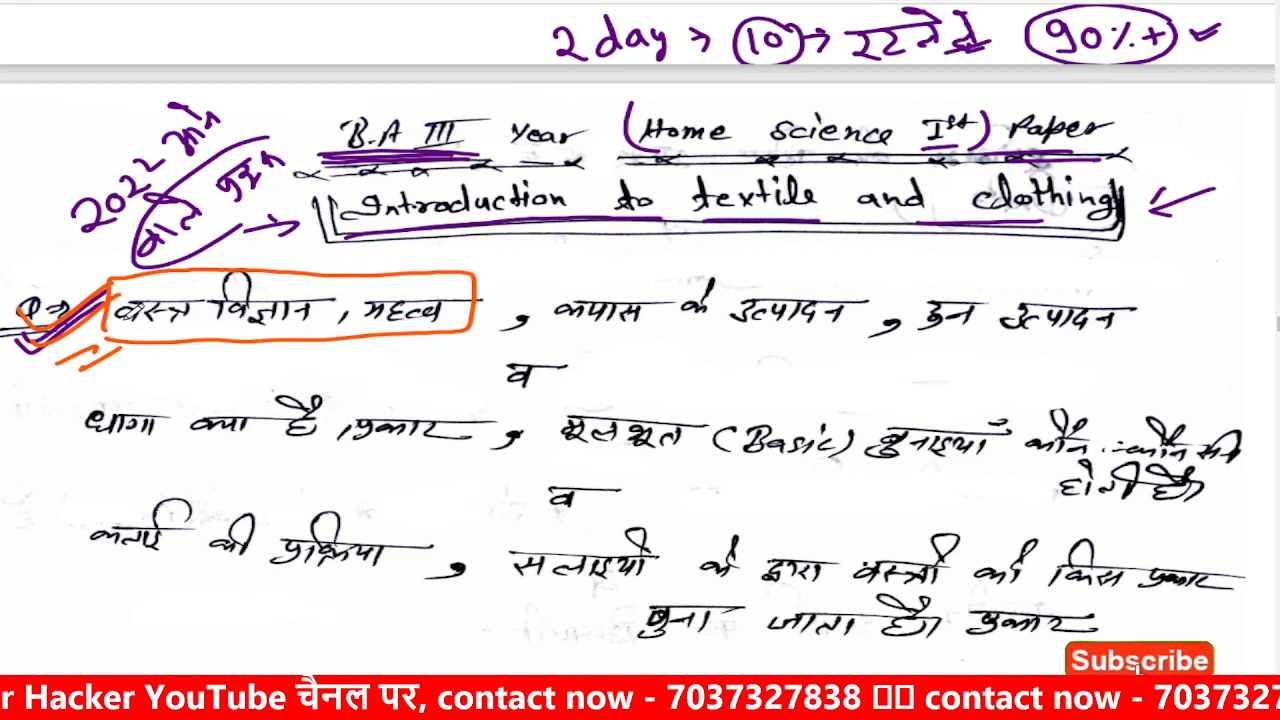 2 day → 10 → रटने है 90%+
B.A III Year (Home Science Ist) Paper
2022 में
आने प्रश्न
Introduction to textile and clothing
Q → वस्त्र विज्ञान, महत्व, कपास के उत्पादन, ऊन उत्पादन
व
धागा क्या है, प्रकार, मूलभूत (Basic) बुनाइयां कौन-कौन सी
होती है।
व
कताई की प्रक्रिया, सलाइयों के द्वारा वस्त्रों को किस प्रकार
बुना जाता है। प्रकार
Subscribe
r Hacker YouTube चैनल पर, contact now - 7037327838 contact now - 703732